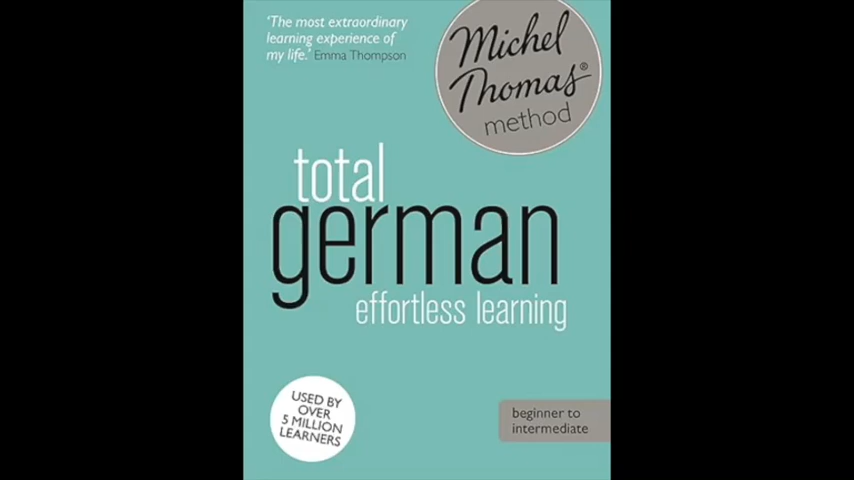 'The most extraordinary
learning experience of
my life.' Emma Thompson
Michel
Thomas®
method
total
german
effortless learning
USED BY
OVER
5 MILLION
LEARNERS
beginner to
intermediate